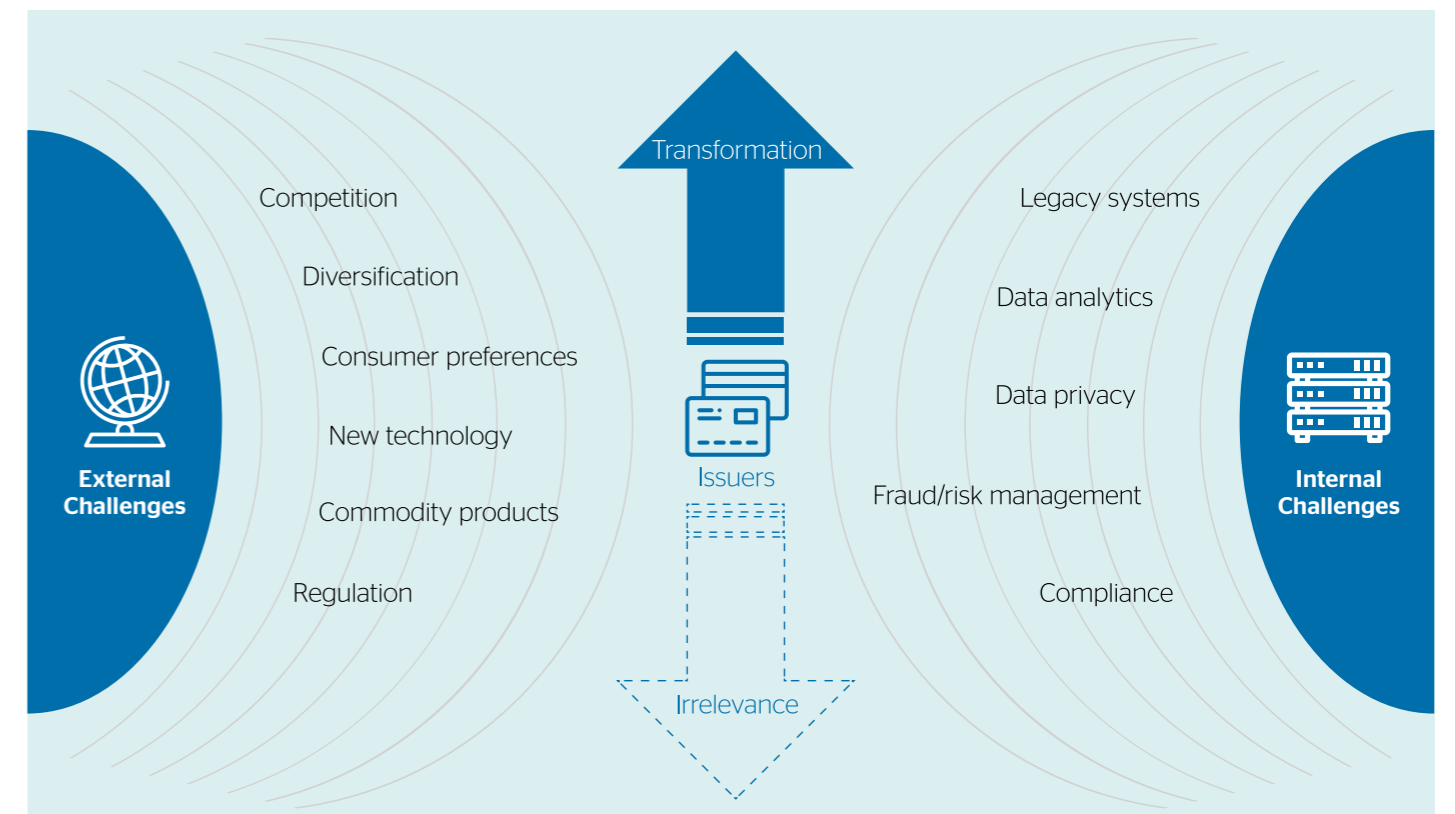 Transformation
Competition
Diversification
Consumer preferences
New technology
Commodity products
Regulation
External
Challenges
Issuers
Irrelevance
Legacy systems
Data analytics
Data privacy
Fraud/risk management
Compliance
Internal
Challenges